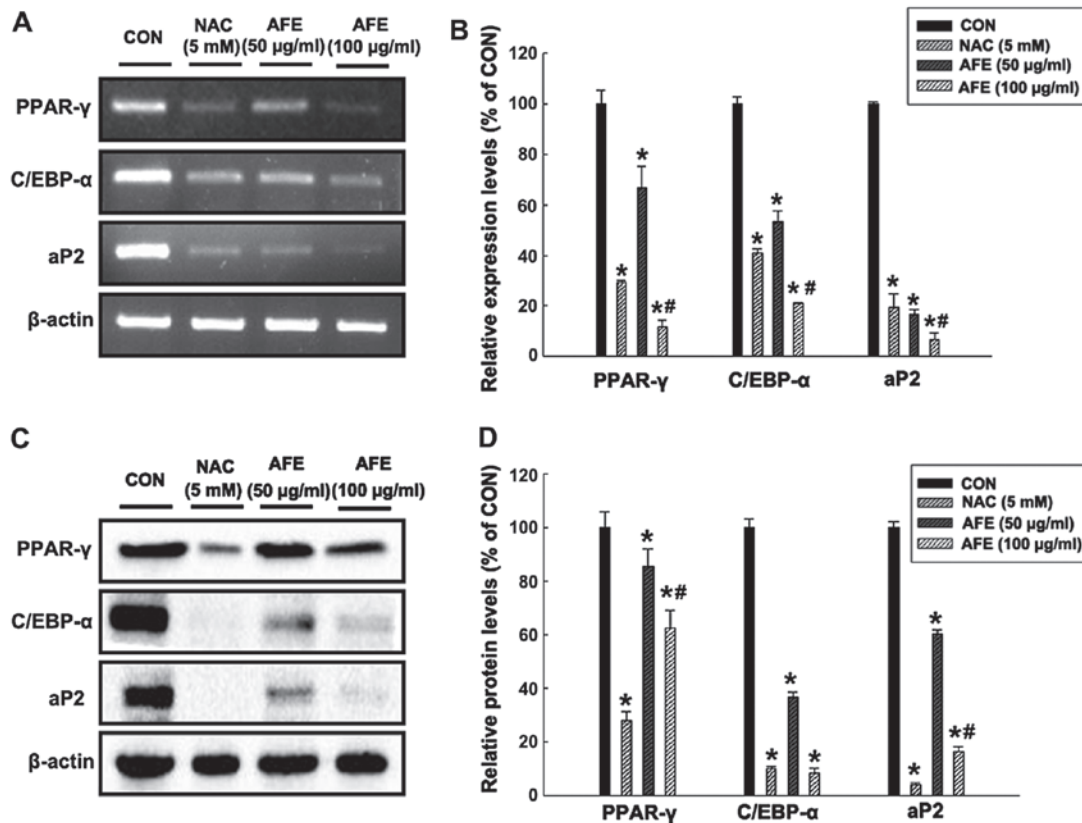 A
CON
NAC
(5 mM)
AFE
(50 µg/ml)
AFE
(100 µg/ml)
PPAR-γ
C/EBP-α
aP2
β-actin
B
Relative expression levels (% of CON)
120
100
80
60
40
20
0
*
*
*#
*
*
*#
*
*
*#
PPAR-γ
C/EBP-α
aP2
CON
NAC (5 mM)
AFE (50 µg/ml)
AFE (100 µg/ml)
C
CON
NAC
(5 mM)
AFE
(50 µg/ml)
AFE
(100 µg/ml)
PPAR-γ
C/EBP-α
aP2
β-actin
D
Relative protein levels (% of CON)
120
100
80
60
40
20
0
*
*
*#
*
*
*
*
*
*#
PPAR-γ
C/EBP-α
aP2
CON
NAC (5 mM)
AFE (50 µg/ml)
AFE (100 µg/ml)